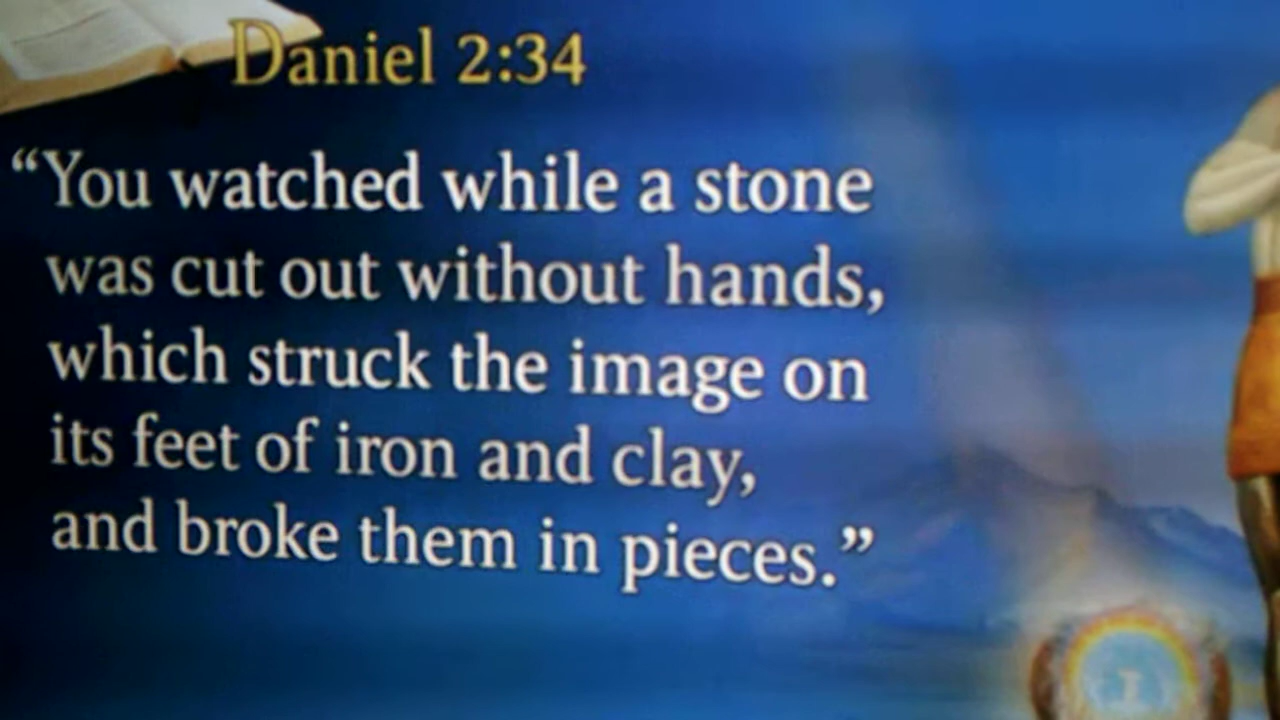 Daniel 2:34
“You watched while a stone
was cut out without hands,
which struck the image on
its feet of iron and clay,
and broke them in pieces.”